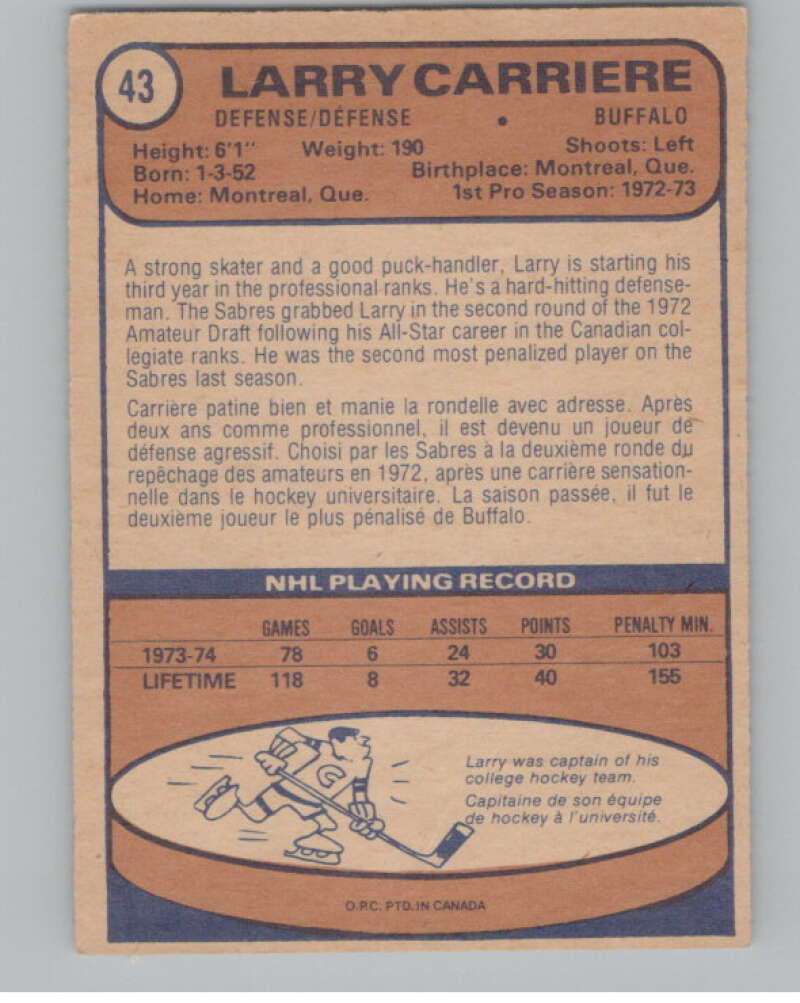 43
LARRY CARRIERE
DEFENSE/DÉFENSE • BUFFALO
Height: 6'1" Weight: 190 Shoots: Left
Born: 1-3-52 Birthplace: Montreal, Que.
Home: Montreal, Que. 1st Pro Season: 1972-73
A strong skater and a good puck-handler, Larry is starting his
third year in the professional ranks. He's a hard-hitting defense-
man. The Sabres grabbed Larry in the second round of the 1972
Amateur Draft following his All-Star career in the Canadian col-
legiate ranks. He was the second most penalized player on the
Sabres last season.
Carrière patine bien et manie la rondelle avec adresse. Après
deux ans comme professionnel, il est devenu un joueur de
défense agressif. Choisi par les Sabres à la deuxième ronde du
repêchage des amateurs en 1972, après une carrière sensation-
nelle dans le hockey universitaire. La saison passée, il fut le
deuxième joueur le plus pénalisé de Buffalo.
NHL PLAYING RECORD
GAMES GOALS ASSISTS POINTS PENALTY MIN.
1973-74 78 6 24 30 103
LIFETIME 118 8 32 40 155
C
Larry was captain of his
college hockey team.
Capitaine de son équipe
de hockey à l'université.
O.P.C. PTD. IN CANADA